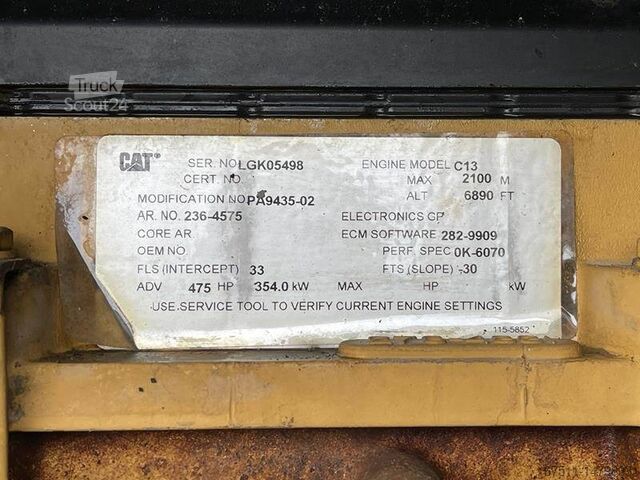 Truck
Scout24
CAT SER. NO. LGK05498 ENGINE MODEL C13
CERT. NO. MAX 2100 M
MODIFICATION NO PA9435-02 ALT 6890 FT
AR. NO. 236-4575 ELECTRONICS GP
CORE AR ECM SOFTWARE 282-9909
OEM NO. PERF. SPEC 0K-6070
FLS (INTERCEPT) 33 FTS (SLOPE) -30
ADV 475 HP 354.0 kW MAX HP kW
USE SERVICE TOOL TO VERIFY CURRENT ENGINE SETTINGS
115-5852